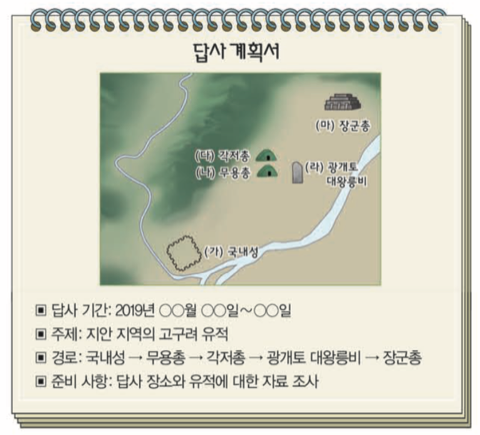 답사 계획서
(마) 장군총
(다) 각저총
(나) 무용총
(라) 광개토
대왕릉비
(가) 국내성
▣ 답사 기간: 2019년 ○○월 ○○일~○○일
▣ 주제: 지안 지역의 고구려 유적
▣ 경로: 국내성 → 무용총 → 각저총 → 광개토 대왕릉비 → 장군총
▣ 준비 사항: 답사 장소와 유적에 대한 자료 조사